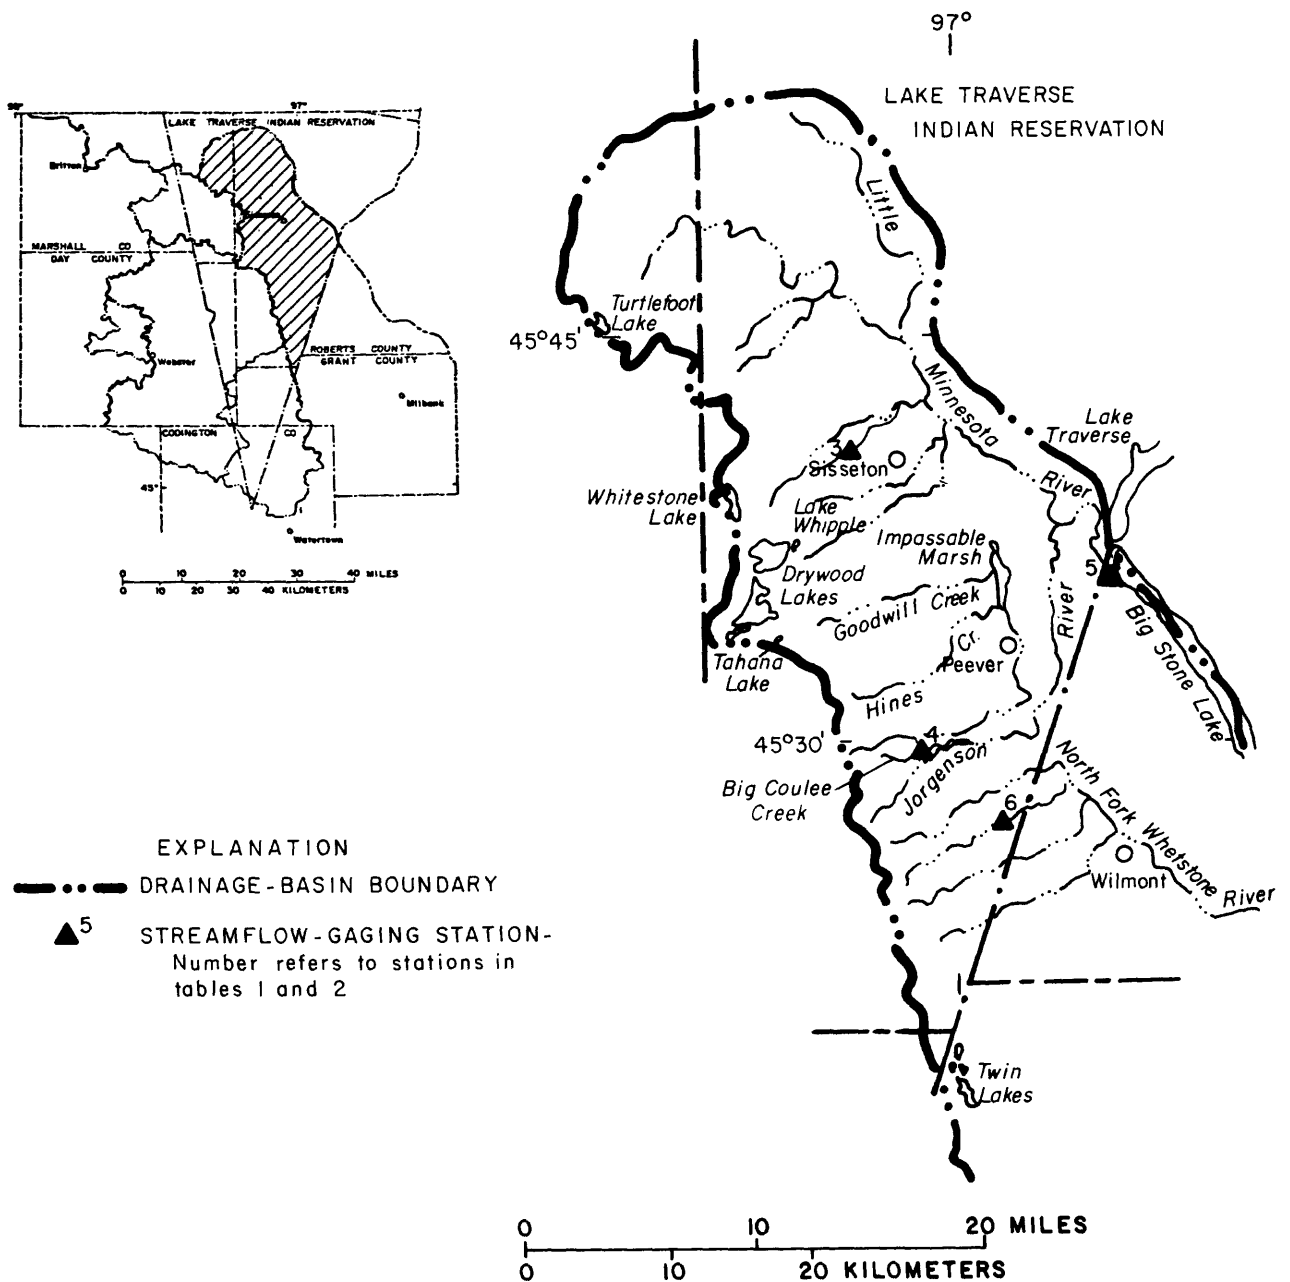 97°
LAKE TRAVERSE
INDIAN RESERVATION
98°
97°
LAKE TRAVERSE INDIAN RESERVATION
Britton
MARSHALL CO
DAY COUNTY
Webster
ROBERTS COUNTY
GRANT COUNTY
Milbank
CODINGTON CO
45°
Watertown
0 10 20 30 40 MILES
0 10 20 30 40 KILOMETERS
Little
Turtlefoot
Lake
45°45'
Minnesota
River
Lake
Traverse
3
Sisseton
Whitestone
Lake
Lake
Whipple
Impassable
Marsh
Drywood
Lakes
5
Goodwill Creek
River
Big Stone Lake
Cr.
Peever
Tahana
Lake
Hines
45°30'
4
Jorgenson
Big Coulee
Creek
North Fork Whetstone River
6
Wilmont
EXPLANATION
DRAINAGE-BASIN BOUNDARY
5
STREAMFLOW-GAGING STATION-
Number refers to stations in
tables 1 and 2
Twin
Lakes
0 10 20 MILES
0 10 20 KILOMETERS